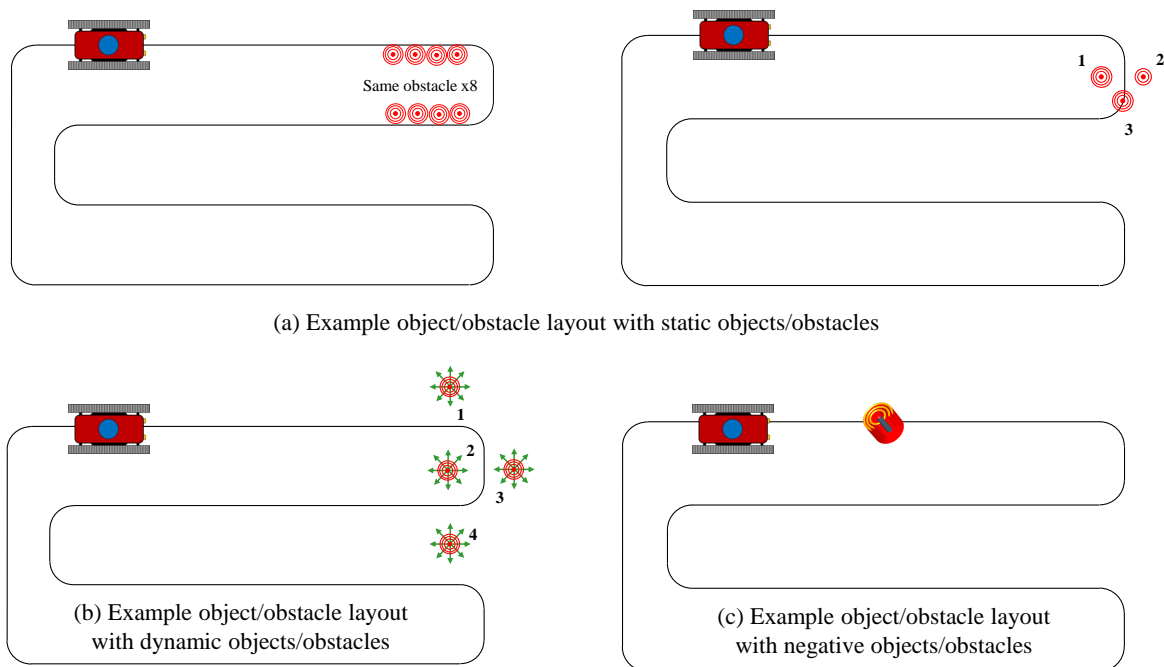 Same obstacle x8
1
2
3
(a) Example object/obstacle layout with static objects/obstacles
1
2
3
4
(b) Example object/obstacle layout
with dynamic objects/obstacles
(c) Example object/obstacle layout
with negative objects/obstacles